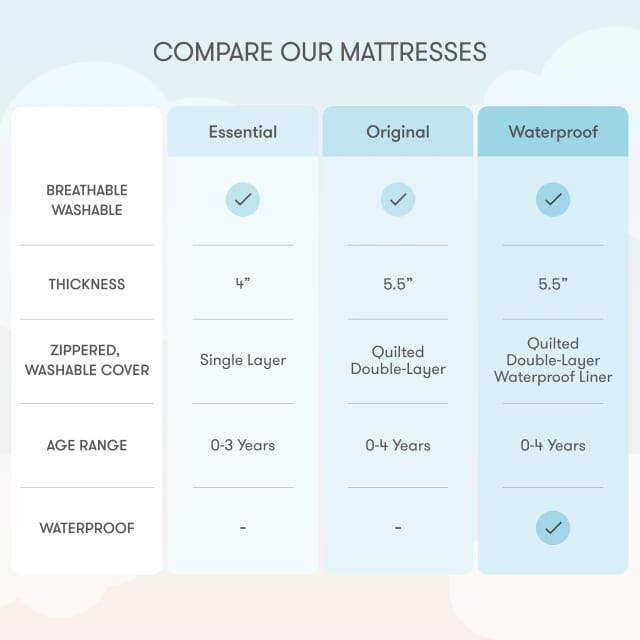 COMPARE OUR MATTRESSES
Essential
Original
Waterproof
BREATHABLE
WASHABLE
THICKNESS
4”
5.5”
5.5”
ZIPPERED,
WASHABLE COVER
Single Layer
Quilted
Double-Layer
Quilted
Double-Layer
Waterproof Liner
AGE RANGE
0-3 Years
0-4 Years
0-4 Years
WATERPROOF
-
-